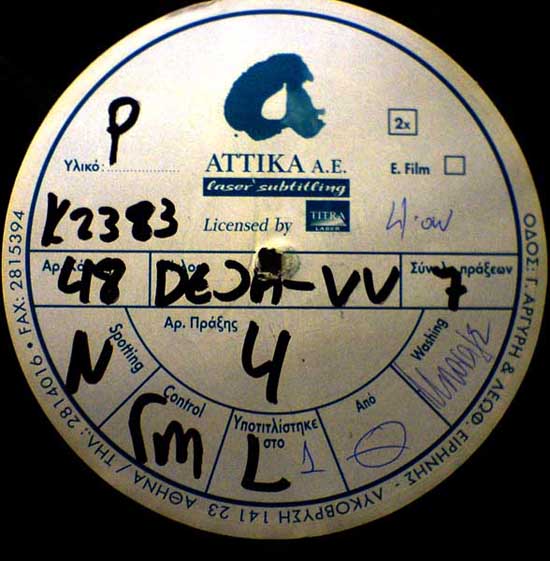 P
Υλικό:
2x
ATTIKA A.E.
laser subtitling
E. Film
K2383
Licensed by TITRA LASER
48
DEJA-VU
Σύνολο πράξεων
7
Αρ. Πράξης
4
Spotting
N
Control
Υποτιτλίστηκε στο
L 1
Από
Washing
ΟΔΟΣ: Γ. ΑΡΓΥΡΗ & ΛΕΩΦ. ΕΙΡΗΝΗΣ - ΛΥΚΟΒΡΥΣΗ 141 23 ΑΘΗΝΑ / ΤΗΛ.: 2814016 • FAX: 2815394